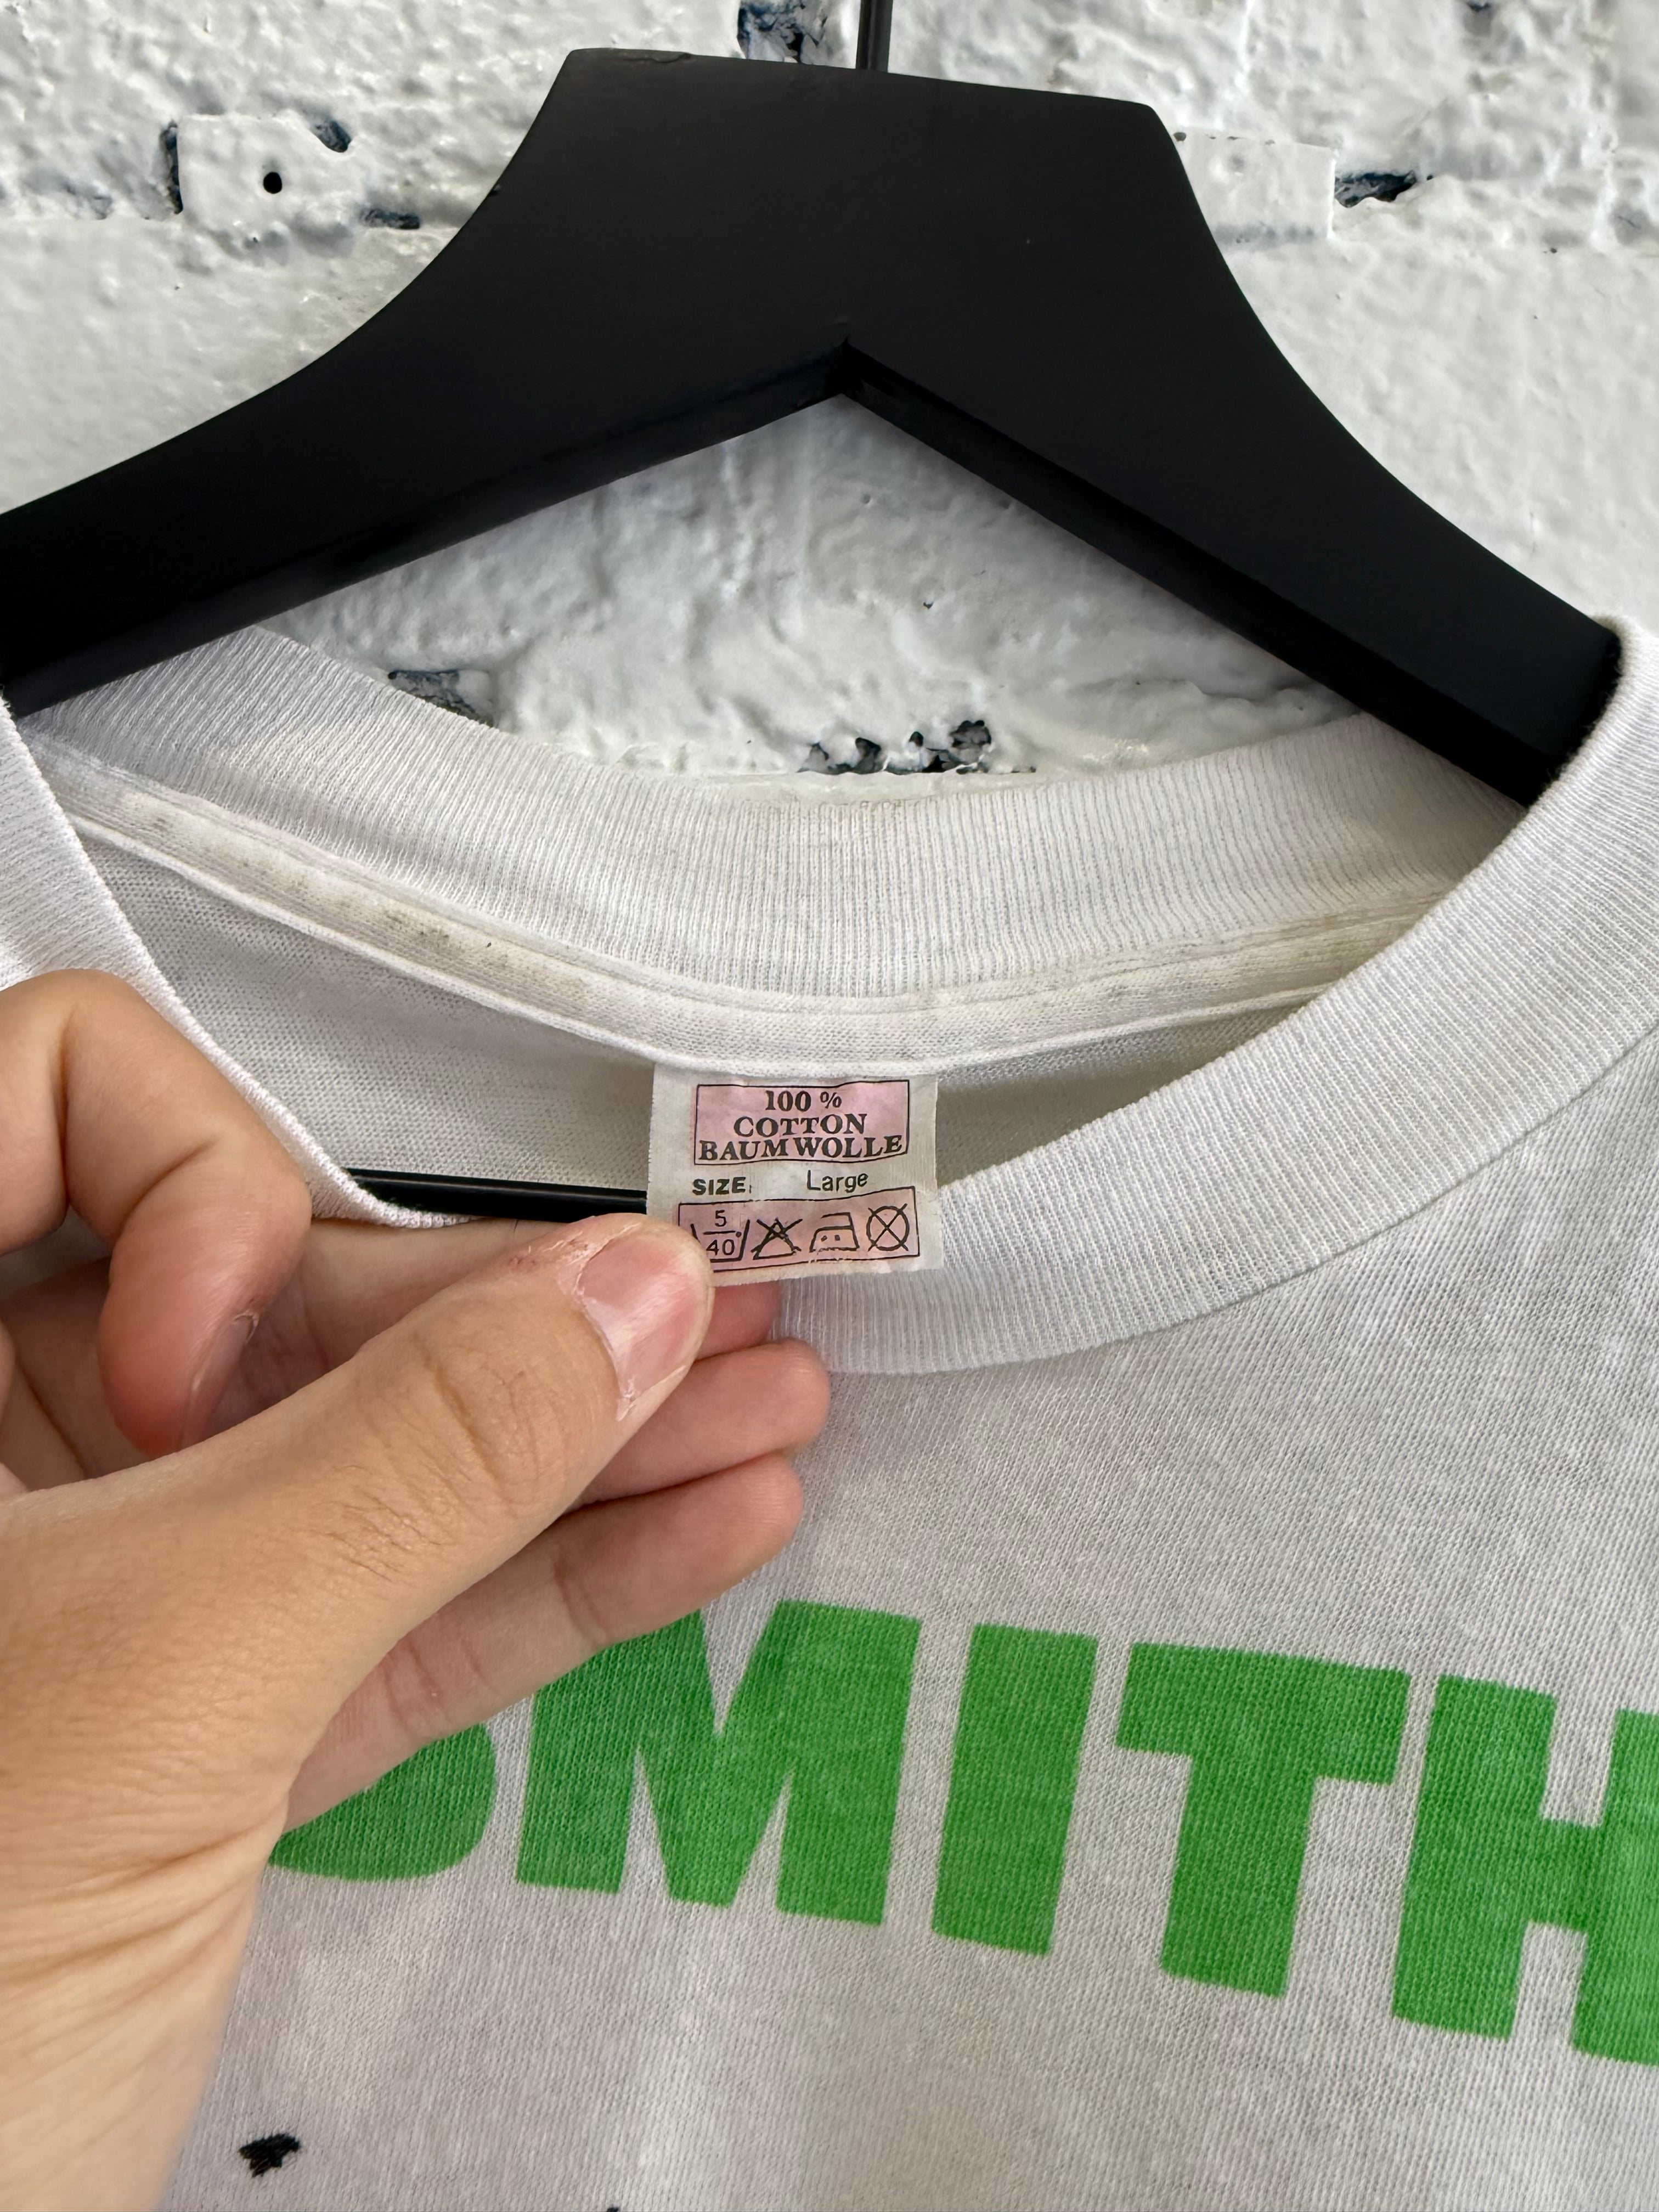 100 %
COTTON
BAUMWOLLE
SIZE: Large
5
40°
SMITH